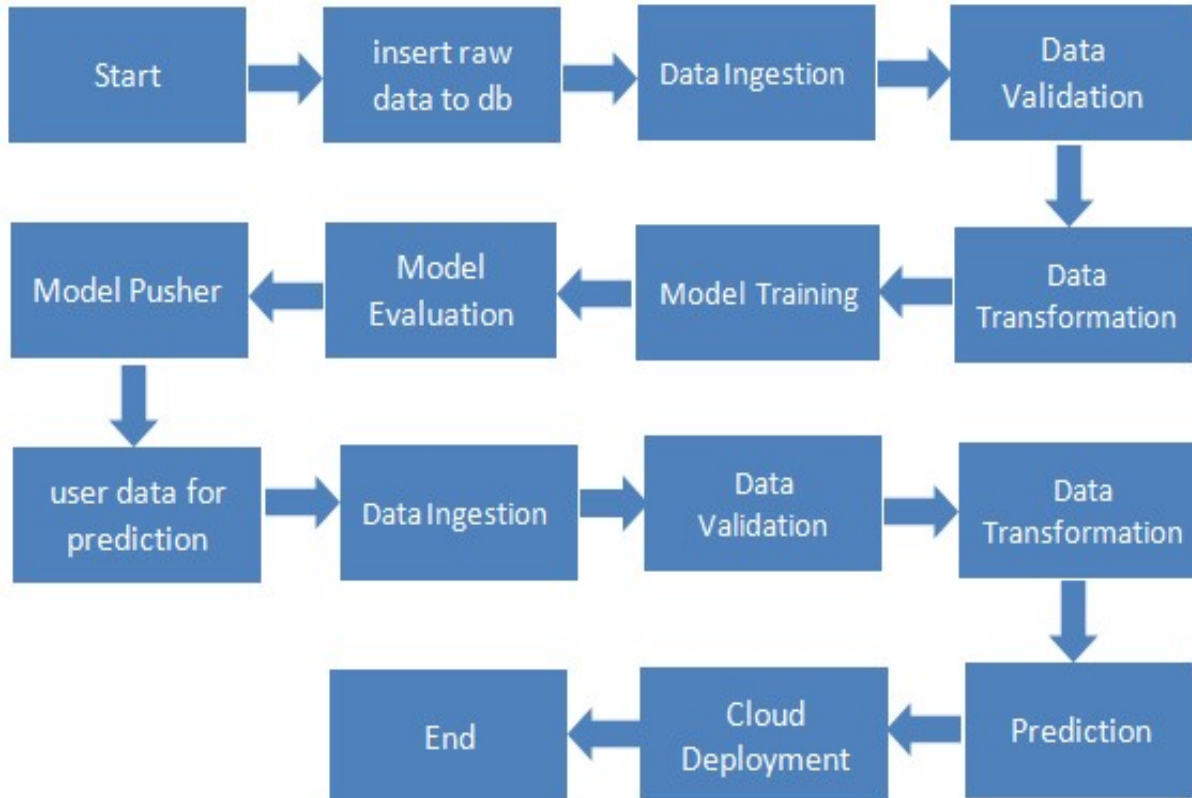 Start
insert raw
data to db
Data Ingestion
Data
Validation
Model Pusher
Model
Evaluation
Model Training
Data
Transformation
user data for
prediction
Data Ingestion
Data
Validation
Data
Transformation
End
Cloud
Deployment
Prediction